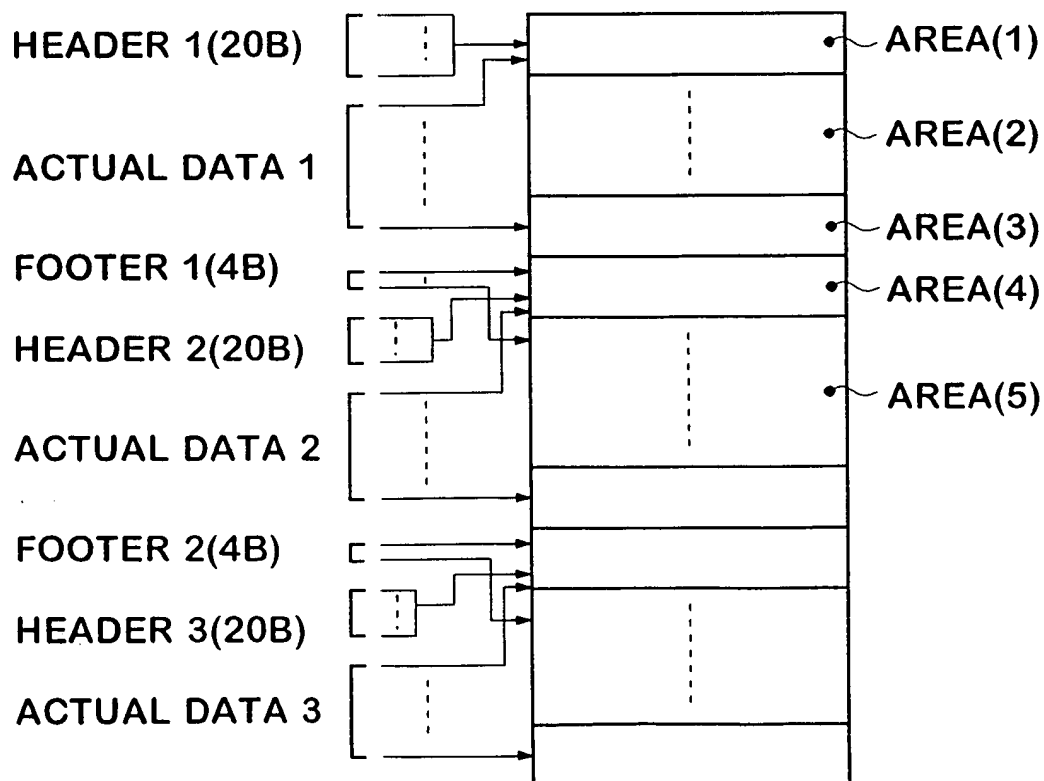 HEADER 1(20B)
AREA(1)
ACTUAL DATA 1
AREA(2)
AREA(3)
FOOTER 1(4B)
AREA(4)
HEADER 2(20B)
AREA(5)
ACTUAL DATA 2
FOOTER 2(4B)
HEADER 3(20B)
ACTUAL DATA 3